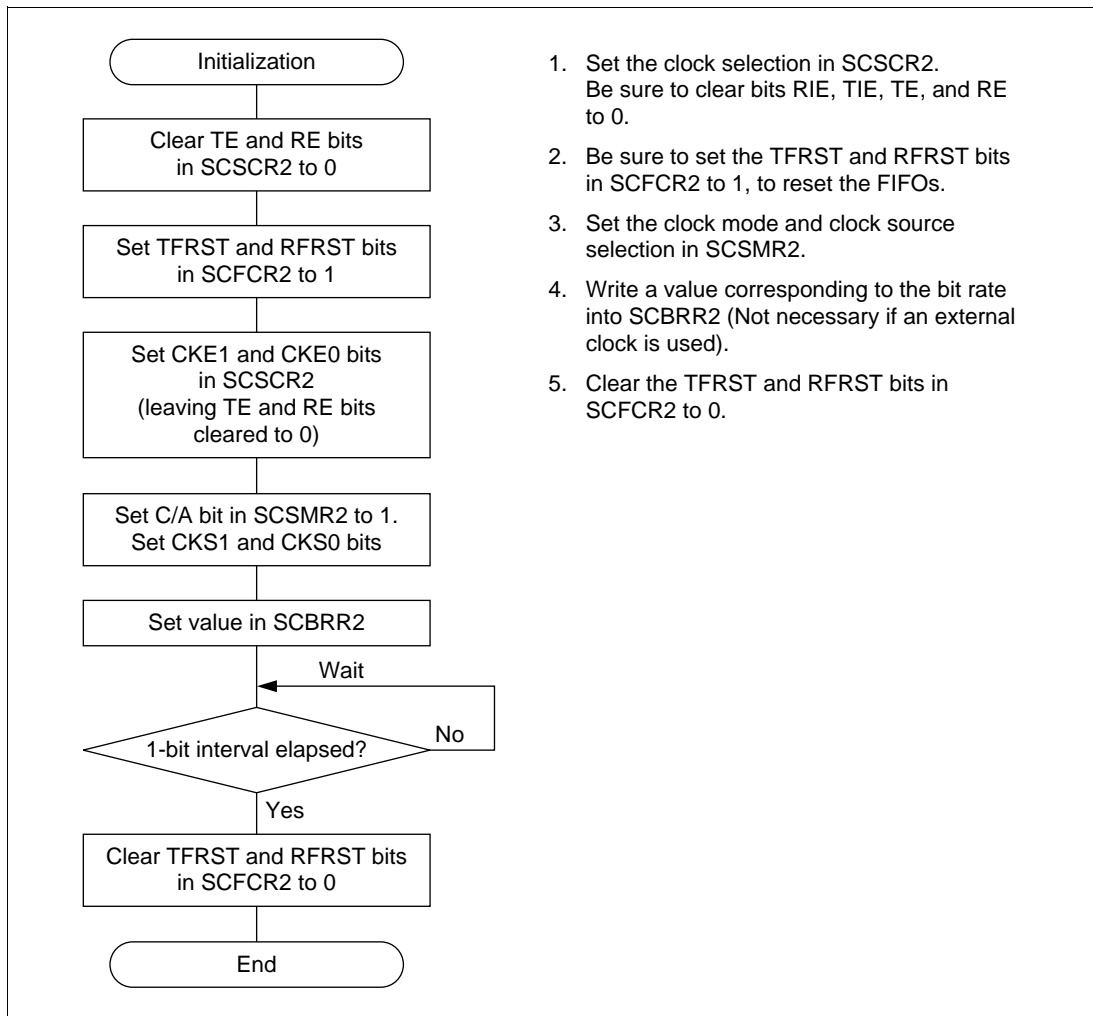 Initialization
Clear TE and RE bits
in SCSCR2 to 0
Set TFRST and RFRST bits
in SCFCR2 to 1
Set CKE1 and CKE0 bits
in SCSCR2
(leaving TE and RE bits
cleared to 0)
Set C/A bit in SCSMR2 to 1.
Set CKS1 and CKS0 bits
Set value in SCBRR2
Wait
1-bit interval elapsed?
No
Yes
Clear TFRST and RFRST bits
in SCFCR2 to 0
End
1. Set the clock selection in SCSCR2.
Be sure to clear bits RIE, TIE, TE, and RE
to 0.
2. Be sure to set the TFRST and RFRST bits
in SCFCR2 to 1, to reset the FIFOs.
3. Set the clock mode and clock source
selection in SCSMR2.
4. Write a value corresponding to the bit rate
into SCBRR2 (Not necessary if an external
clock is used).
5. Clear the TFRST and RFRST bits in
SCFCR2 to 0.